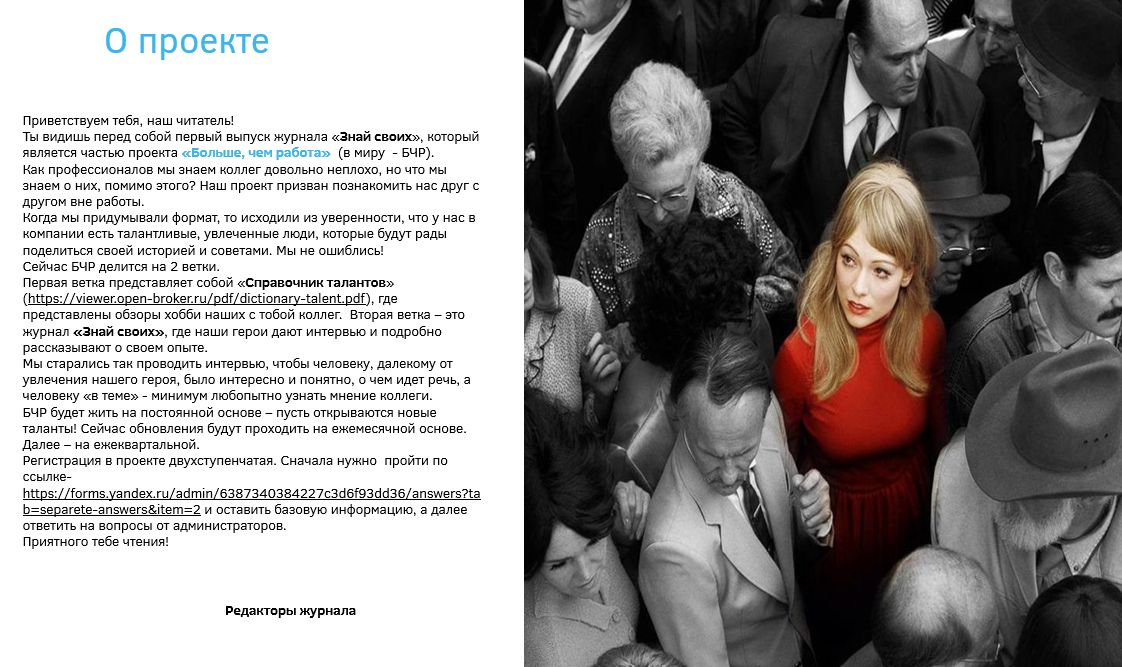 О проекте
Приветствуем тебя, наш читатель!
Ты видишь перед собой первый выпуск журнала «Знай своих», который
является частью проекта «Больше, чем работа» (в миру - БЧР).
Как профессионалов мы знаем коллег довольно неплохо, но что мы
знаем о них, помимо этого? Наш проект призван познакомить нас друг с
другом вне работы.
Когда мы придумывали формат, то исходили из уверенности, что у нас в
компании есть талантливые, увлеченные люди, которые будут рады
поделиться своей историей и советами. Мы не ошиблись!
Сейчас БЧР делится на 2 ветки.
Первая ветка представляет собой «Справочник талантов»
(https://viewer.open-broker.ru/pdf/dictionary-talent.pdf), где
представлены обзоры хобби наших с тобой коллег. Вторая ветка – это
журнал «Знай своих», где наши герои дают интервью и подробно
рассказывают о своем опыте.
Мы старались так проводить интервью, чтобы человеку, далекому от
увлечения нашего героя, было интересно и понятно, о чем идет речь, а
человеку «в теме» - минимум любопытно узнать мнение коллеги.
БЧР будет жить на постоянной основе – пусть открываются новые
таланты! Сейчас обновления будут проходить на ежемесячной основе.
Далее – на ежеквартальной.
Регистрация в проекте двухступенчатая. Сначала нужно пройти по
ссылке-
https://forms.yandex.ru/admin/6387340384227c3d6f93dd36/answers?ta
b=separete-answers&item=2 и оставить базовую информацию, а далее
ответить на вопросы от администраторов.
Приятного тебе чтения!
Редакторы журнала